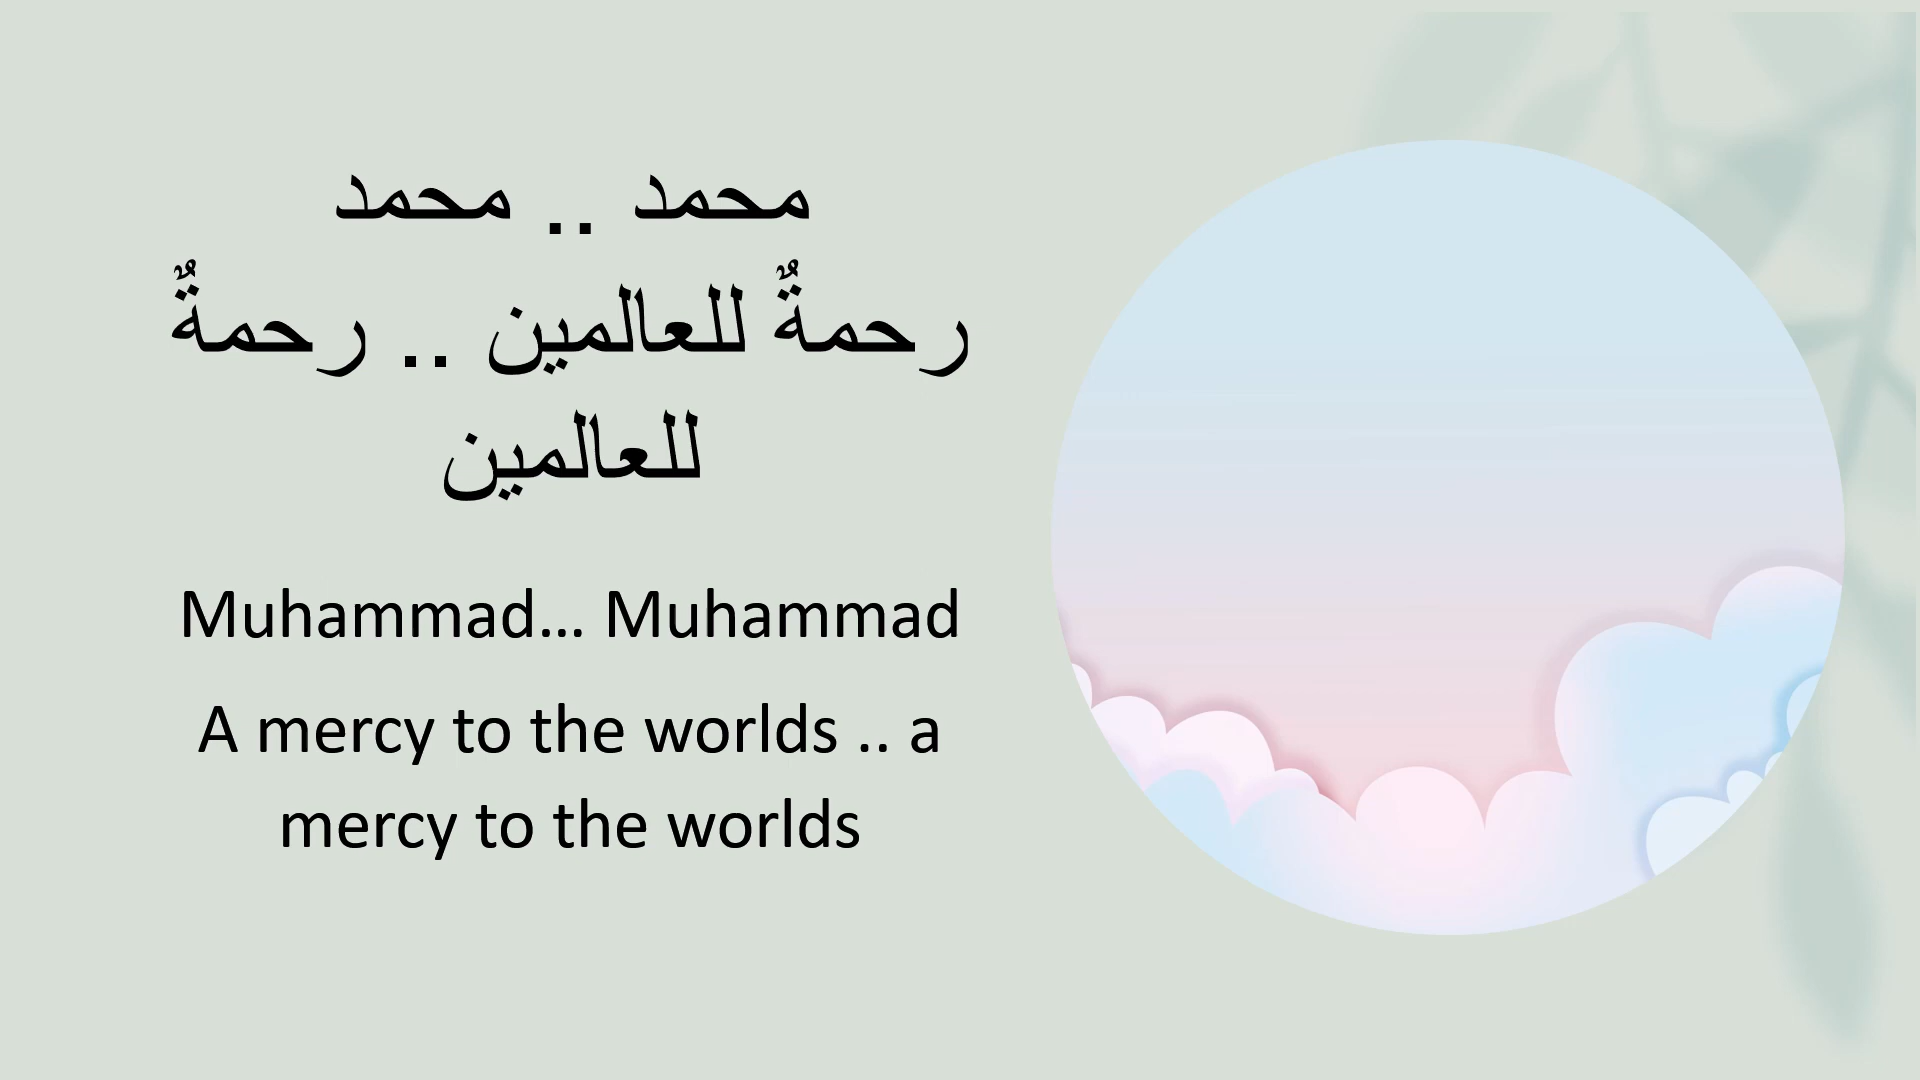 محمد .. محمد
رحمةٌ للعالمين .. رحمةٌ
للعالمين
Muhammad... Muhammad
A mercy to the worlds .. a
mercy to the worlds